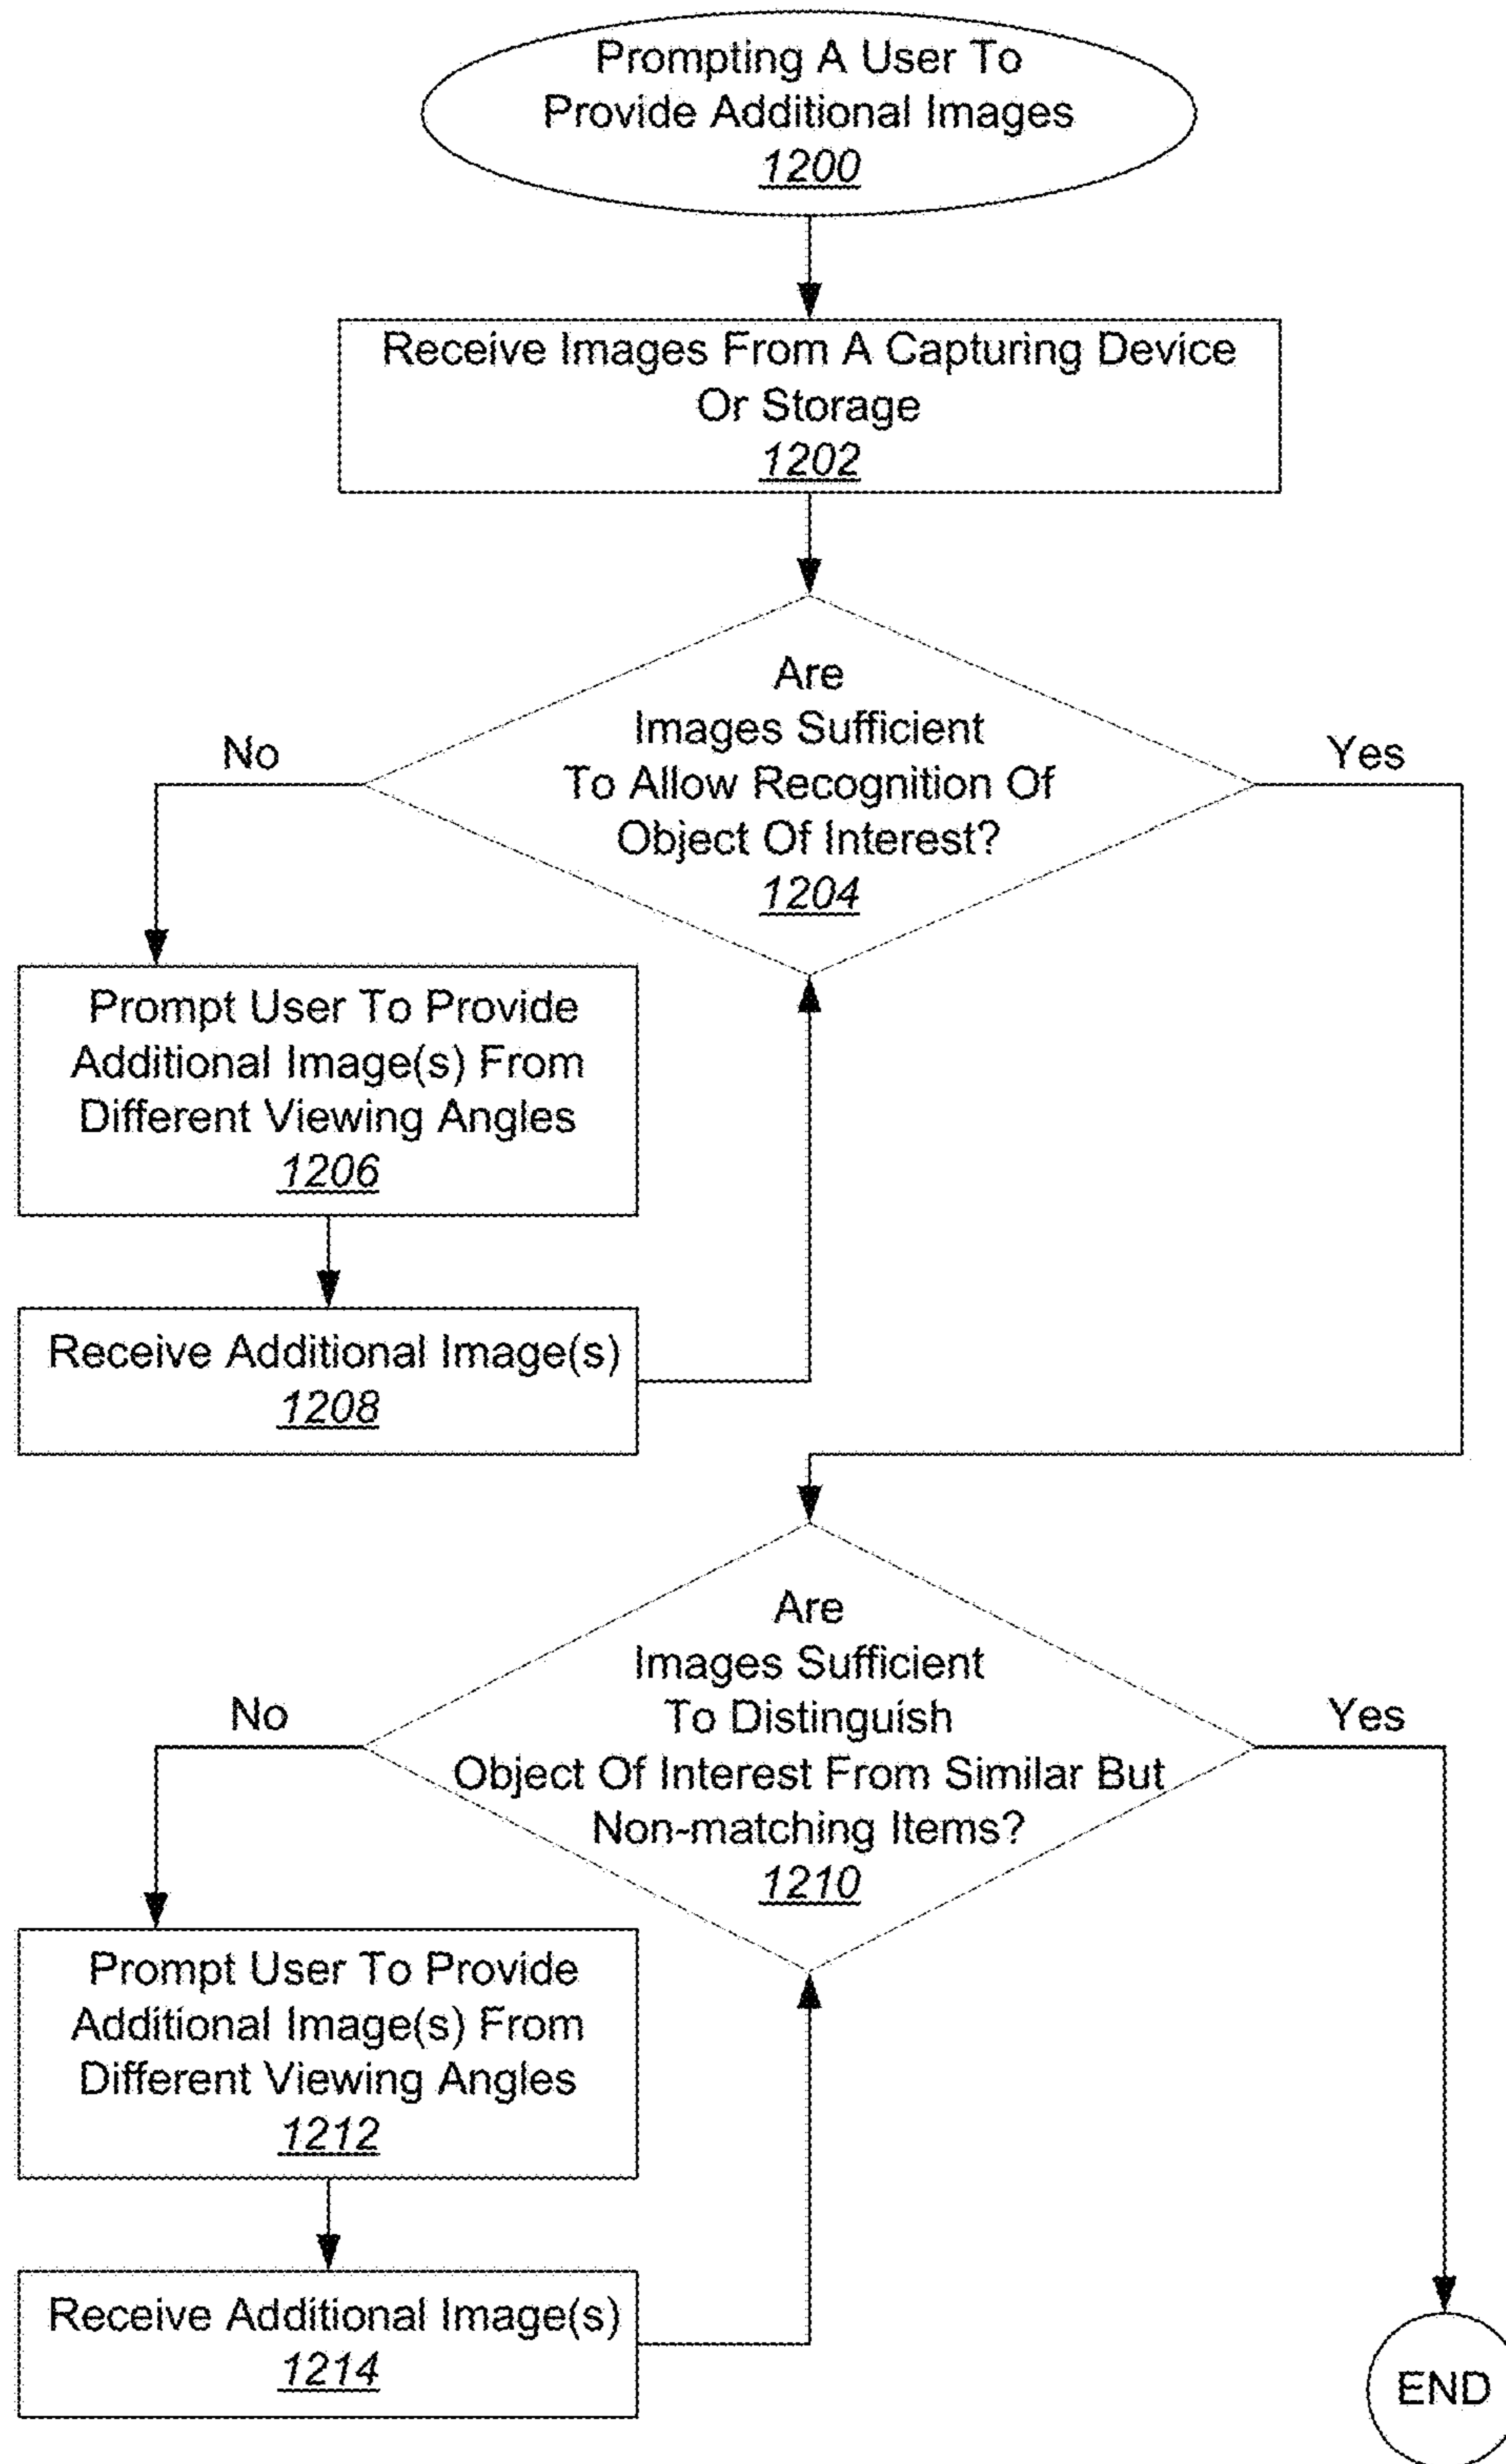 Prompting A User To
Provide Additional Images
1200
Receive Images From A Capturing Device
Or Storage
1202
Are
Images Sufficient
To Allow Recognition Of
Object Of Interest?
1204
No
Yes
Prompt User To Provide
Additional Image(s) From
Different Viewing Angles
1206
Receive Additional Image(s)
1208
Are
Images Sufficient
To Distinguish
Object Of Interest From Similar But
Non-matching Items?
1210
No
Yes
Prompt User To Provide
Additional Image(s) From
Different Viewing Angles
1212
Receive Additional Image(s)
1214
END